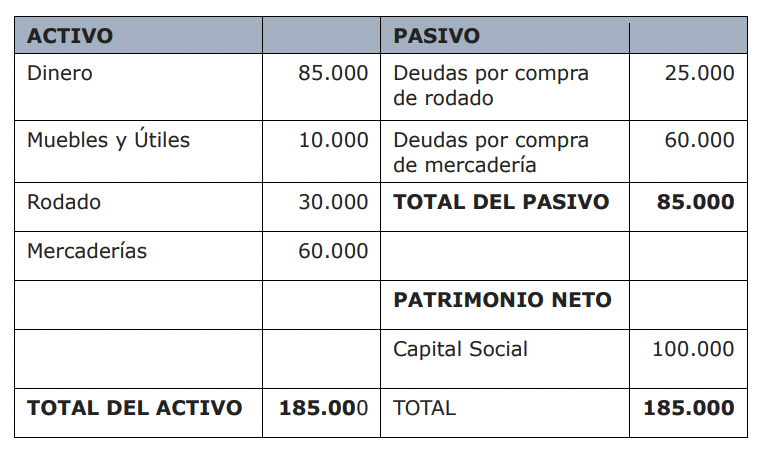 ACTIVO PASIVO
Dinero 85.000 Deudas por compra de rodado 25.000
Muebles y Útiles 10.000 Deudas por compra de mercadería 60.000
Rodado 30.000 TOTAL DEL PASIVO 85.000
Mercaderías 60.000
PATRIMONIO NETO
Capital Social 100.000
TOTAL DEL ACTIVO 185.000 TOTAL 185.000